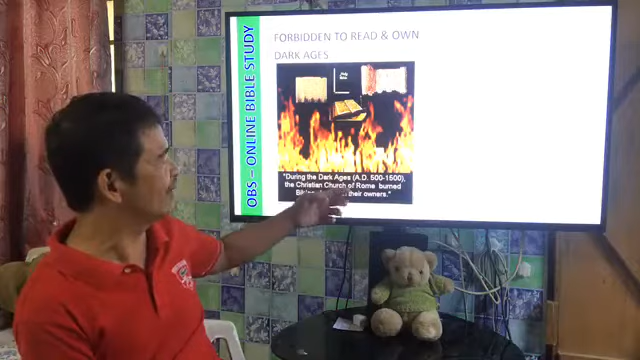 OBS – ONLINE BIBLE STUDY
FORBIDDEN TO READ & OWN
DARK AGES
Holy
"During the Dark Ages (A.D. 500-1500),
the Christian Church of Rome burned
their owners."